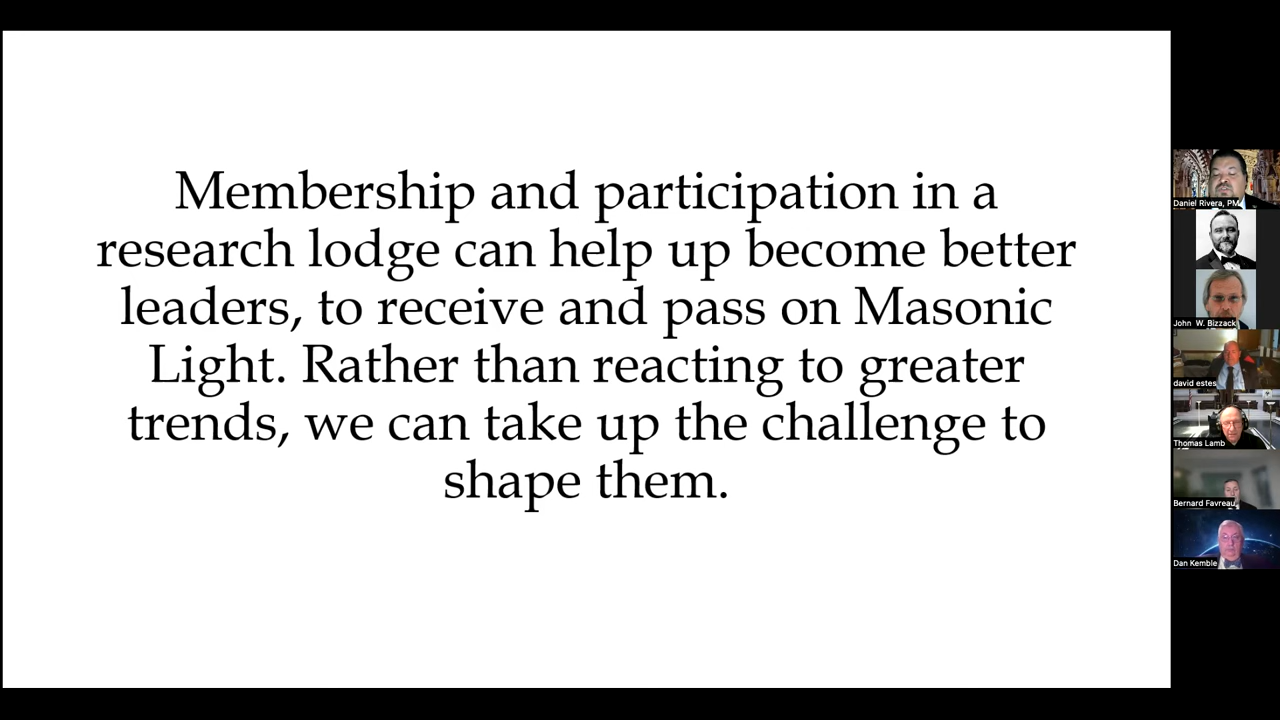 Membership and participation in a
research lodge can help up become better
leaders, to receive and pass on Masonic
Light. Rather than reacting to greater
trends, we can take up the challenge to
shape them.
Daniel Rivera, PM
John W. Bizzack
david estes
Thomas Lamb
Bernard Favreau
Dan Kemble